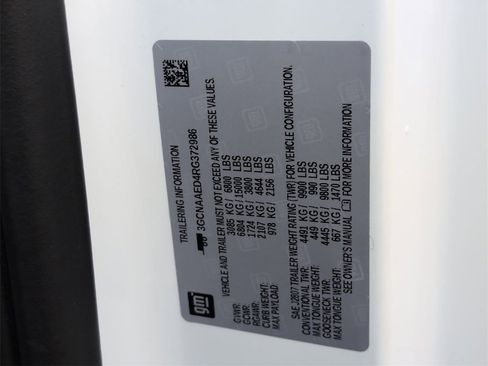 TRAILERING INFORMATION
3GCNAAED4RG372986
VEHICLE AND TRAILER MUST NOT EXCEED ANY OF THESE VALUES.
GVWR: 3085 KG/ 6800 LBS
GCWR: 6804 KG/15000 LBS
RGAWR: 1724 KG/ 3800 LBS
CURB WEIGHT: 2107 KG/ 4644 LBS
MAX PAYLOAD: 978 KG/ 2156 LBS
SAE J2807 TRAILER WEIGHT RATING (TWR) FOR VEHICLE CONFIGURATION.
CONVENTIONAL TWR: 4491 KG/ 9900 LBS
MAX TONGUE WEIGHT: 449 KG/ 990 LBS
GOOSENECK TWR: 4445 KG/ 9800 LBS
MAX TONGUE WEIGHT: 667 KG/ 1470 LBS
SEE OWNER'S MANUAL FOR MORE INFORMATION.
gm